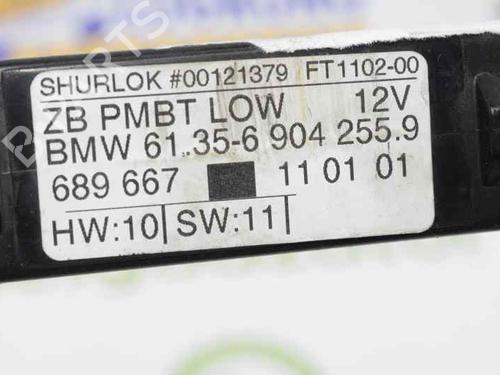 SHURLOK #00121379 FT1102-00
ZB PMBT LOW 12V
BMW 61.35-6 904 255.9
689 667 11 01 01
HW:10 SW:11